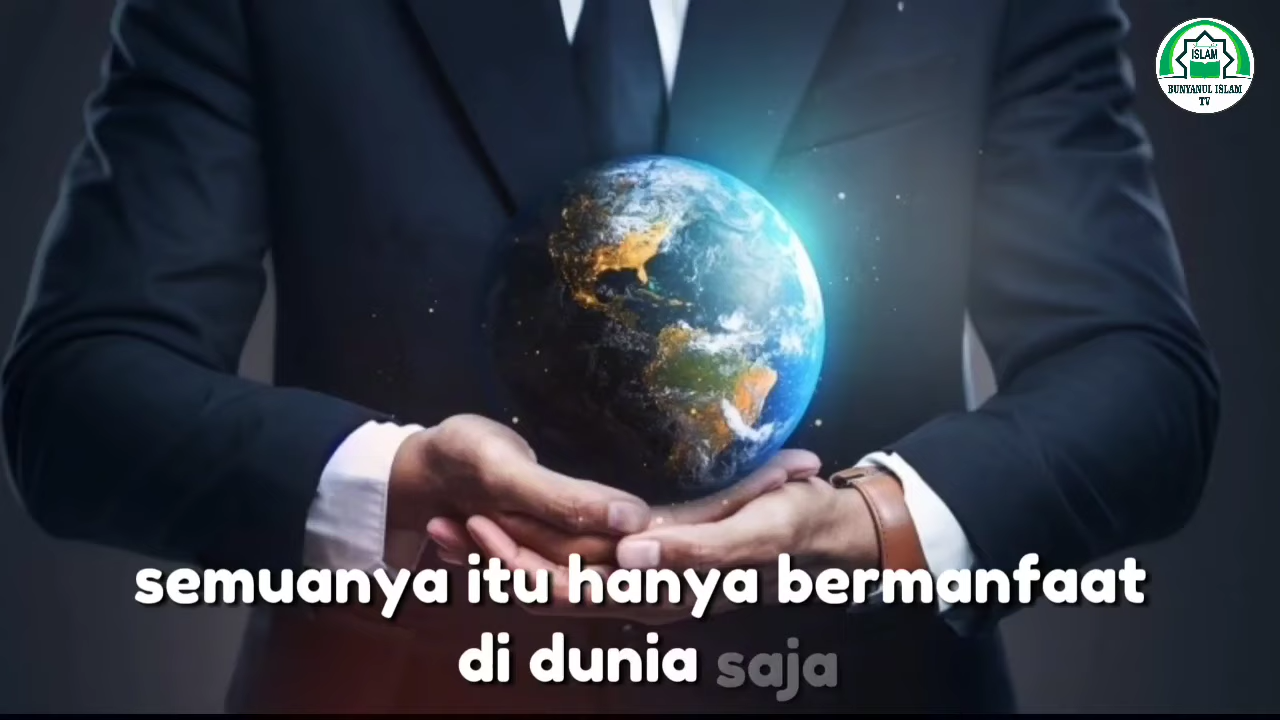 ISLAM
BUNYANUL ISLAM
TV
semuanya itu hanya bermanfaat
di dunia saja